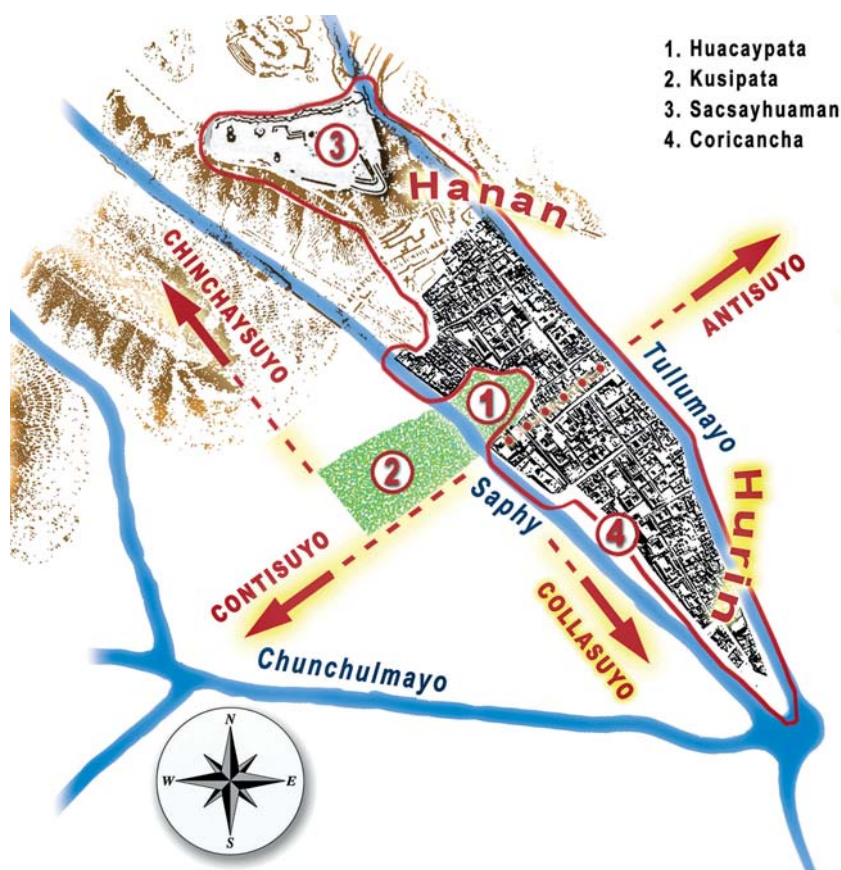 1. Huacaypata
2. Kusipata
3. Sacsayhuaman
4. Coricancha
3
Hanan
CHINCHAYSUYO
ANTISUYO
Tullumayo
1
2
Saphy
Hurin
4
CONTISUYO
COLLASUYO
Chunchulmayo
N
W E
S